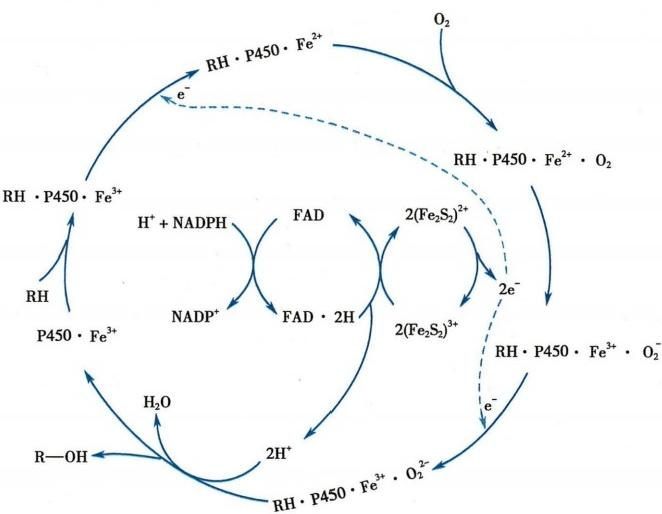 O₂
RH · P450 · Fe²⁺
e⁻
RH · P450 · Fe²⁺ · O₂
RH · P450 · Fe³⁺
H⁺ + NADPH
FAD
2(Fe₂S₂)²⁺
RH
2e⁻
NADP⁺
FAD · 2H
2(Fe₂S₂)³⁺
P450 · Fe³⁺
RH · P450 · Fe³⁺ · O₂⁻
H₂O
e⁻
R—OH
2H⁺
RH · P450 · Fe³⁺ · O₂²⁻